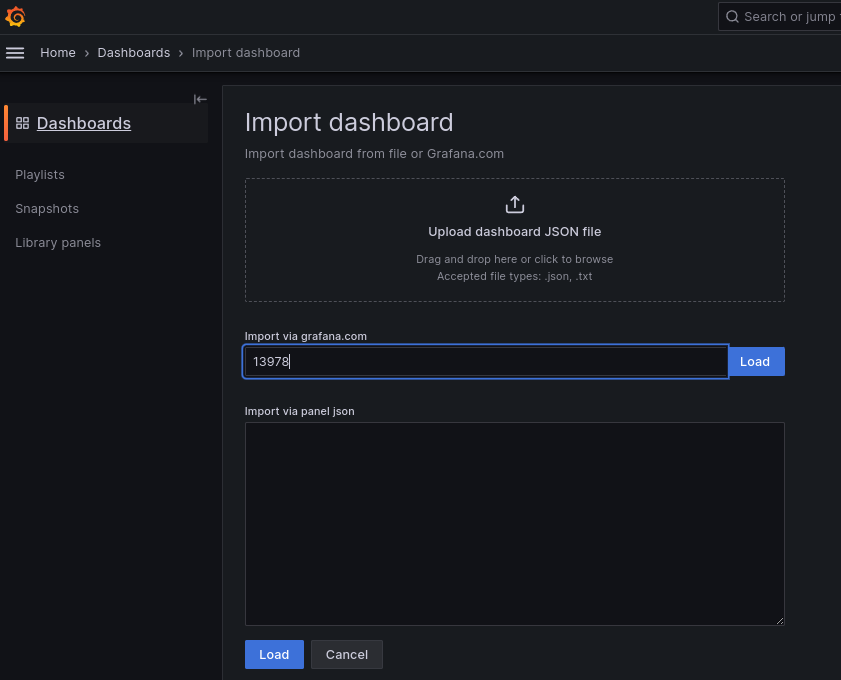 Search or jump
Home › Dashboards › Import dashboard
Dashboards
Playlists
Snapshots
Library panels
Import dashboard
Import dashboard from file or Grafana.com
Upload dashboard JSON file
Drag and drop here or click to browse
Accepted file types: .json, .txt
Import via grafana.com
13978
Load
Import via panel json
Load
Cancel